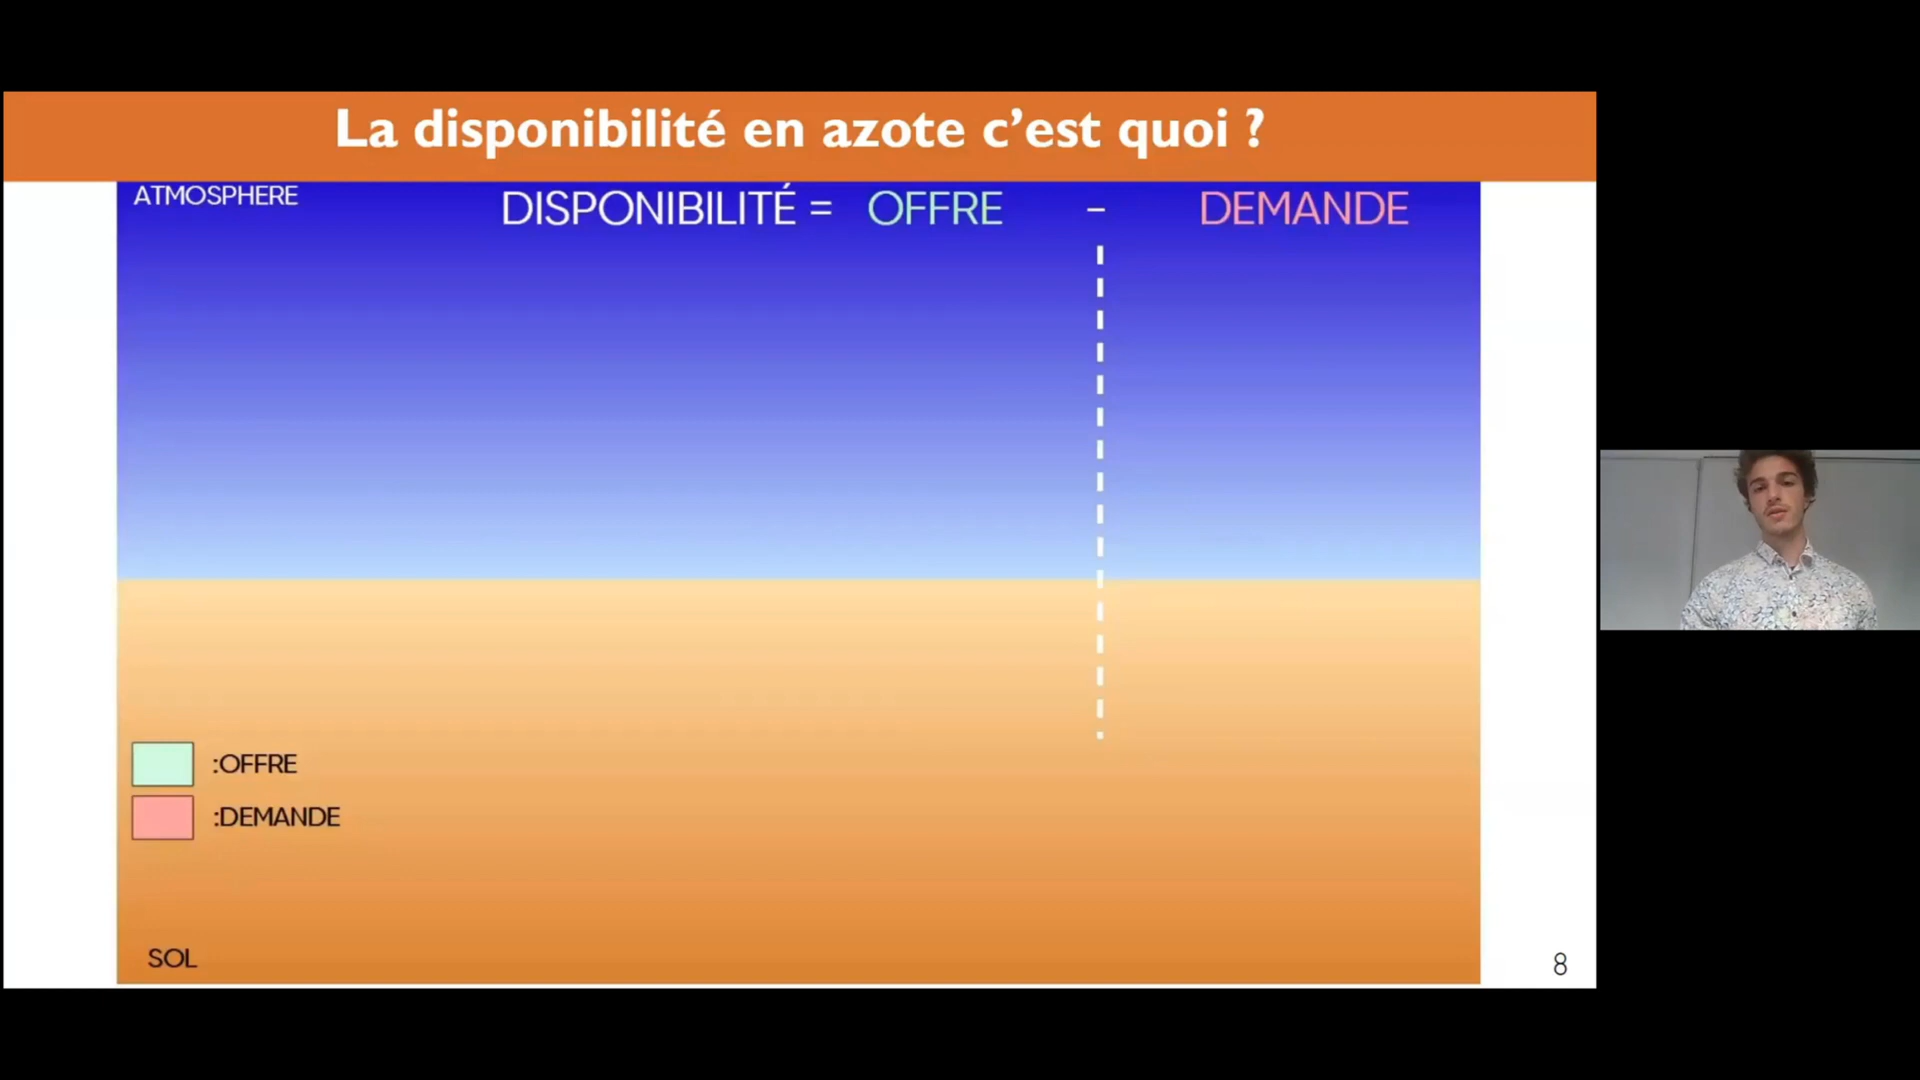 La disponibilité en azote c’est quoi ?
ATMOSPHERE
DISPONIBILITÉ = OFFRE – DEMANDE
:OFFRE
:DEMANDE
SOL
8